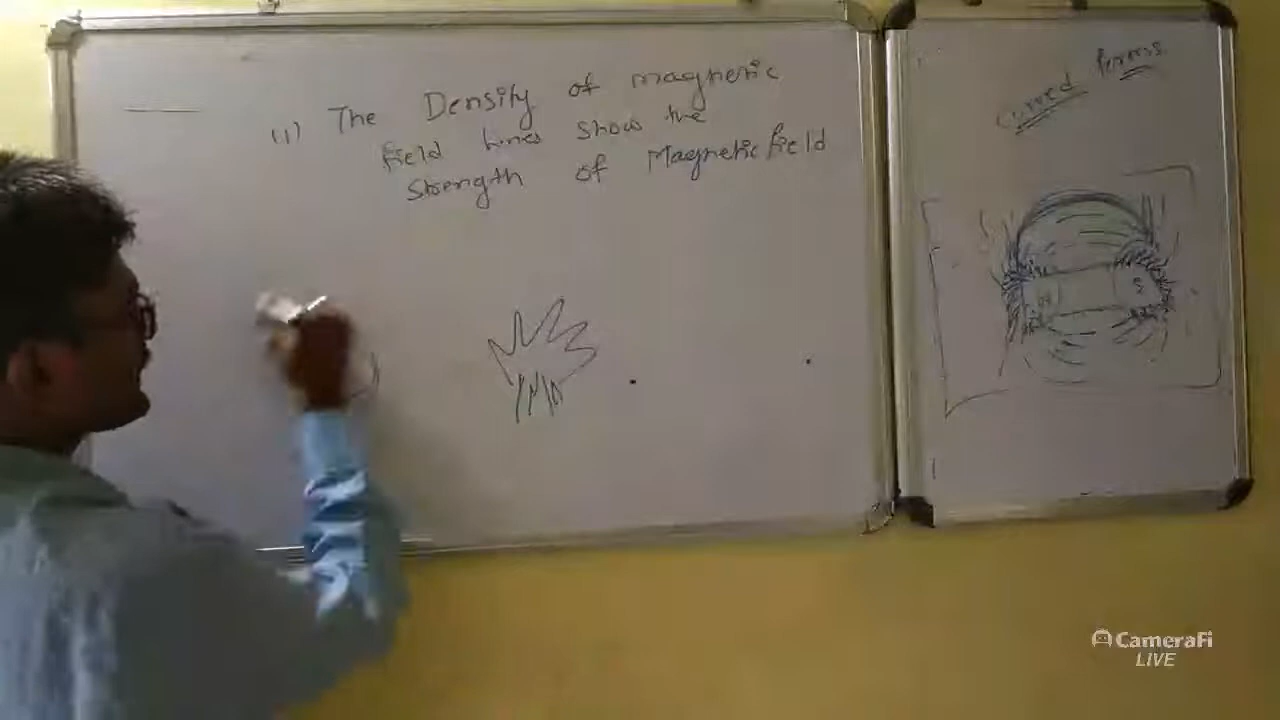 (1) The Density of magnetic
field lines show the
strength of Magnetic field
curved forms
N S
CameraFi
LIVE